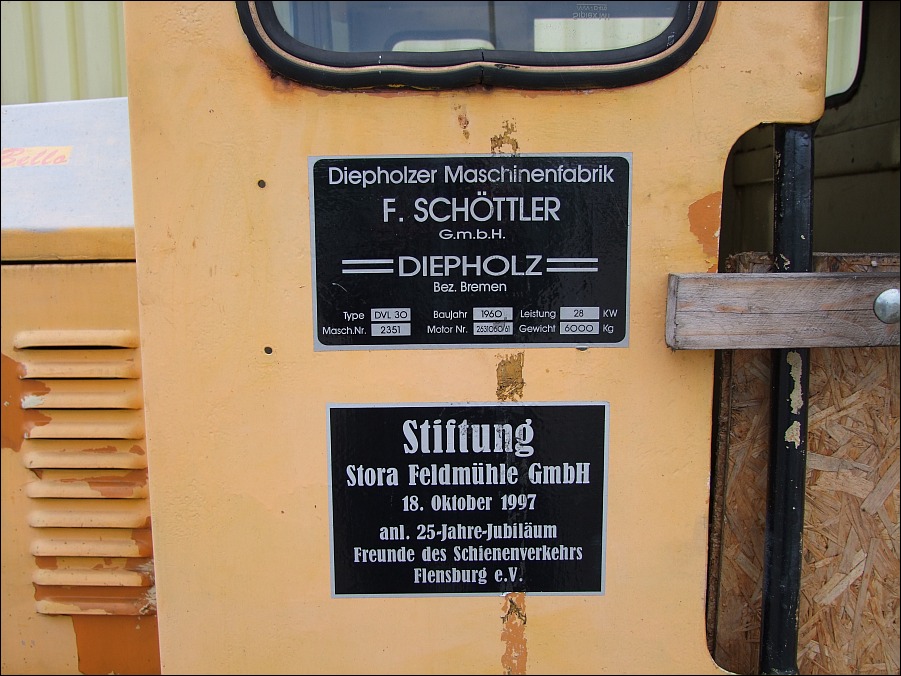 Bello
Diepholzer Maschinenfabrik
F. SCHÖTTLER
G.m.b.H.
DIEPHOLZ
Bez. Bremen
Type DVL 30 Baujahr 1960 Leistung 28 KW
Masch.Nr. 2351 Motor Nr. 2631060/61 Gewicht 6000 Kg
Stiftung
Stora Feldmühle GmbH
18. Oktober 1997
anl. 25-Jahre-Jubiläum
Freunde des Schienenverkehrs
Flensburg e.V.